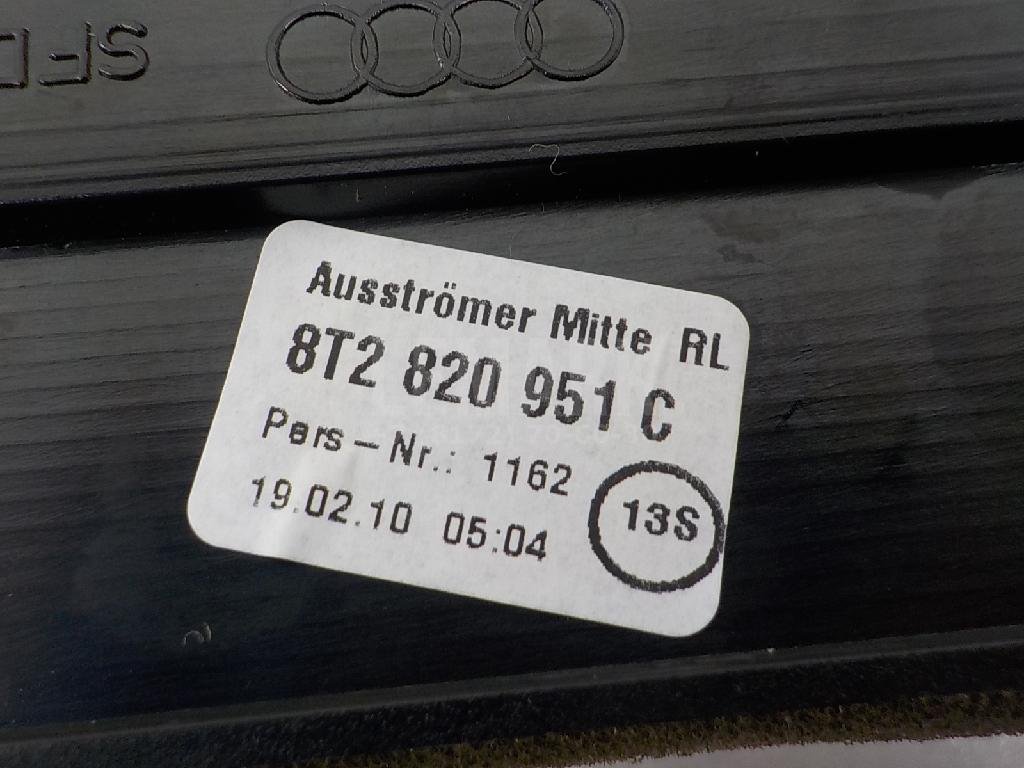 Ausströmer Mitte RL
8T2 820 951 C
Pers-Nr.: 1162
19.02.10 05:04
13S